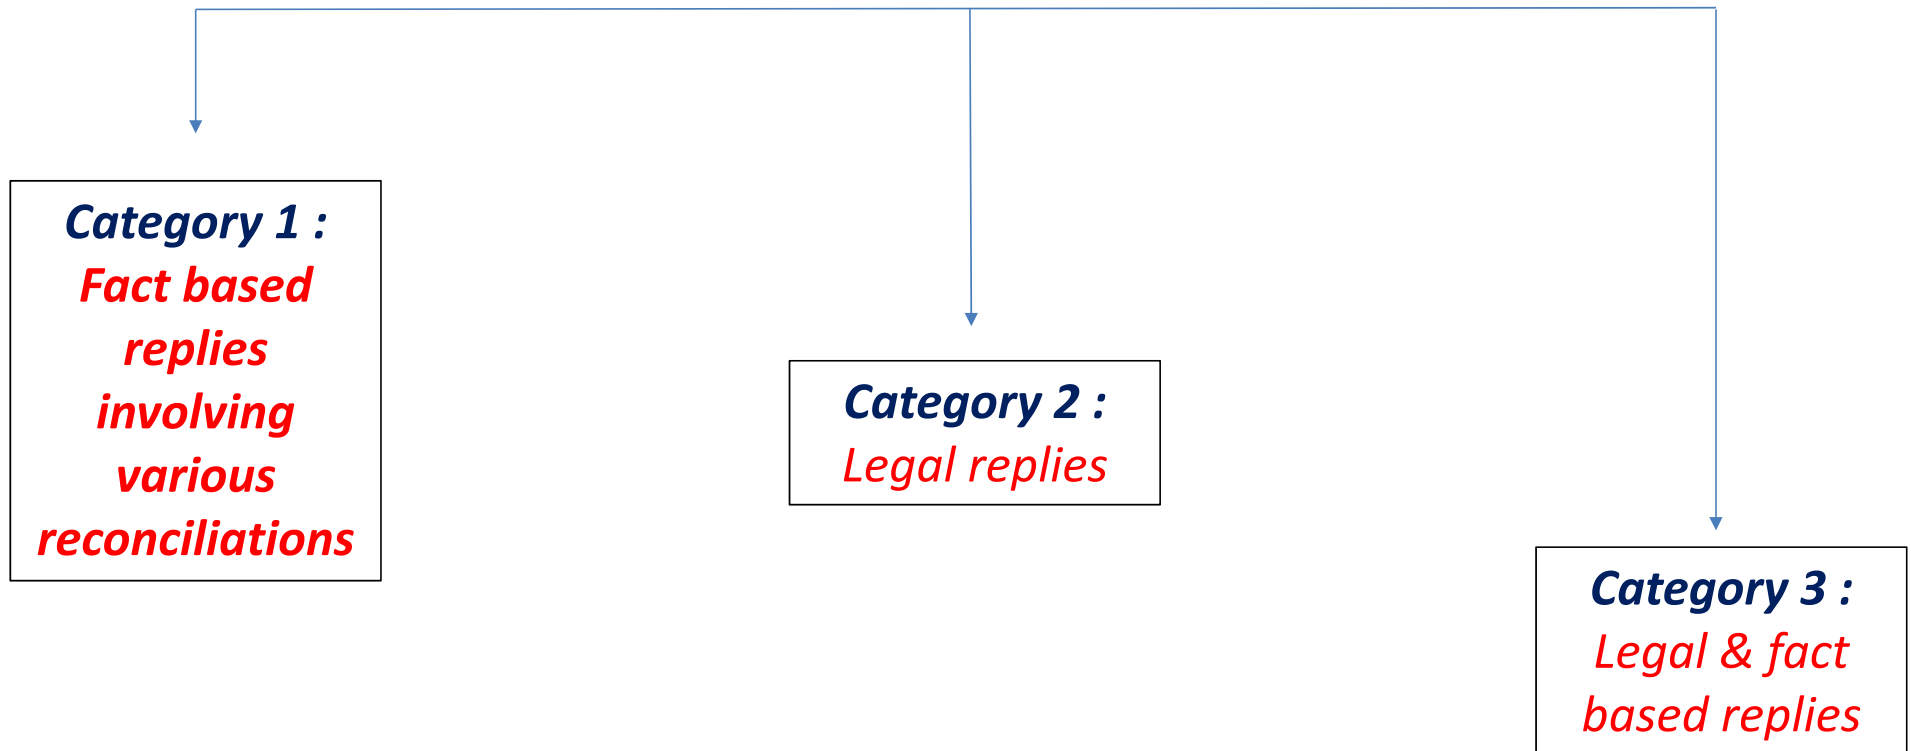 Category 1 :
Fact based
replies
involving
various
reconciliations
Category 2 :
Legal replies
Category 3 :
Legal & fact
based replies